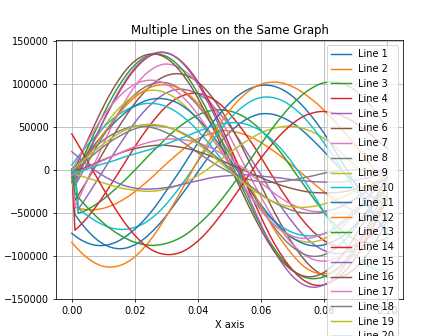 Multiple Lines on the Same Graph
150000
100000
50000
0
−50000
−100000
−150000
0.00
0.02
0.04
0.06
X axis
Line 1
Line 2
Line 3
Line 4
Line 5
Line 6
Line 7
Line 8
Line 9
Line 10
Line 11
Line 12
Line 13
Line 14
Line 15
Line 16
Line 17
Line 18
Line 19
Line 20